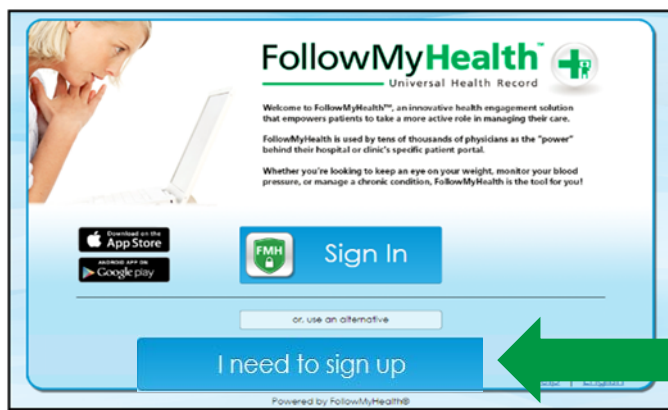 FollowMyHealth™
Universal Health Record
Welcome to FollowMyHealth™, an innovative health engagement solution
that empowers patients to take a more active role in managing their care.
FollowMyHealth is used by tens of thousands of physicians as the "power"
behind their hospital or clinic's specific patient portal.
Whether you're looking to keep an eye on your weight, monitor your blood
pressure, or manage a chronic condition, FollowMyHealth is the tool for you!
Download on the
App Store
ANDROID APP ON
Google play
FMH
Sign In
or, use an alternative
I need to sign up
Powered by FollowMyHealth®